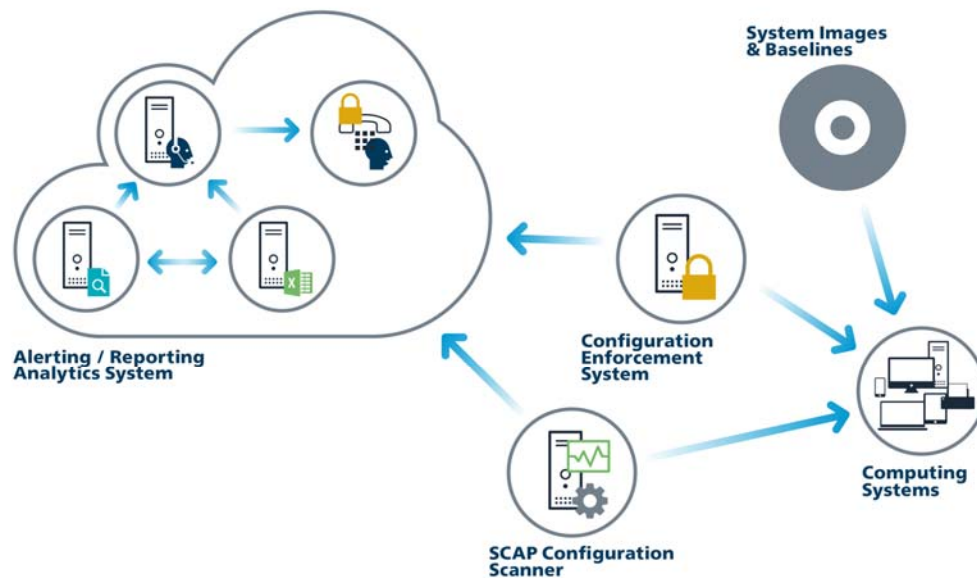 System Images
& Baselines
Alerting / Reporting
Analytics System
Configuration
Enforcement
System
Computing
Systems
SCAP Configuration
Scanner
X